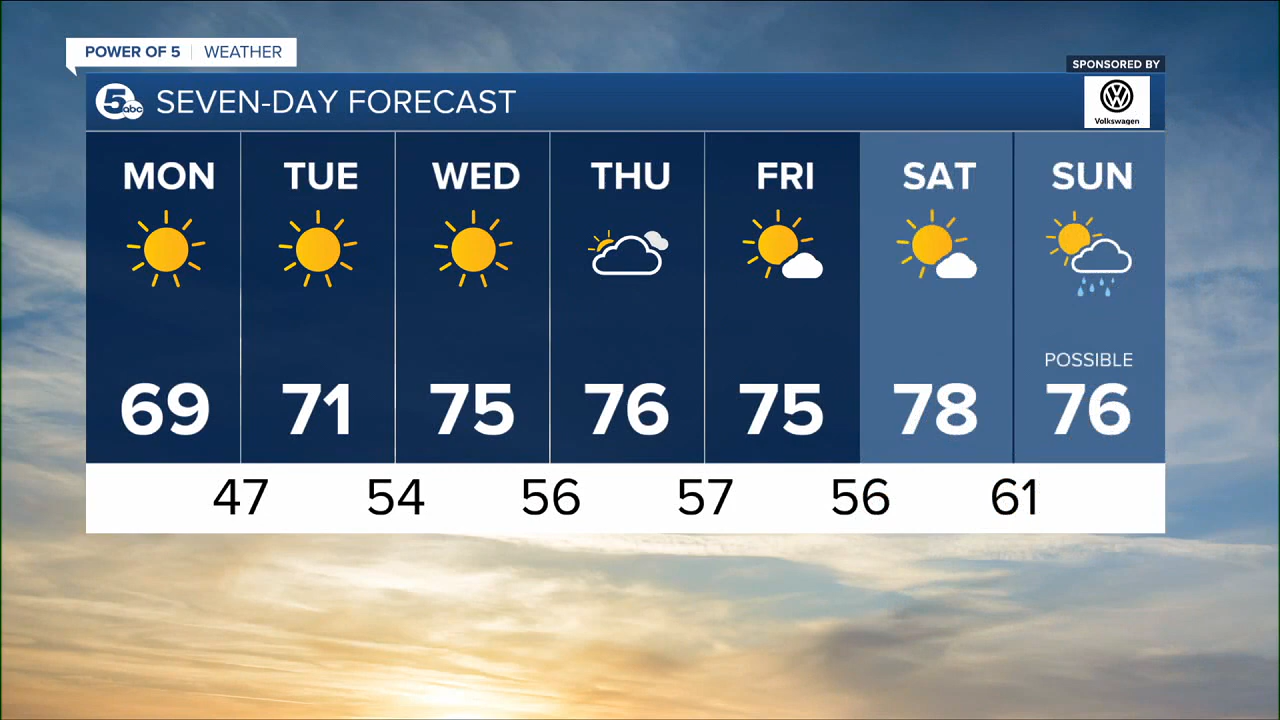 POWER OF 5 | WEATHER
SPONSORED BY
5 abc SEVEN-DAY FORECAST
Volkswagen
MON TUE WED THU FRI SAT SUN
POSSIBLE
69 71 75 76 75 78 76
47 54 56 57 56 61